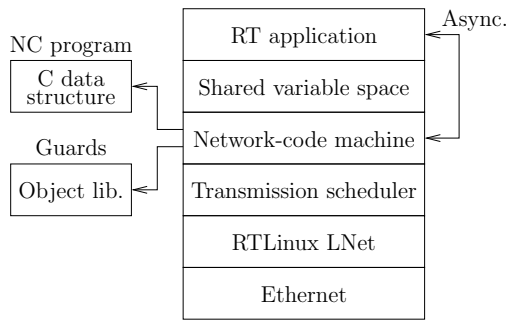 Async.
RT application
NC program
C data
structure
Shared variable space
Network-code machine
Guards
Object lib.
Transmission scheduler
RTLinux LNet
Ethernet